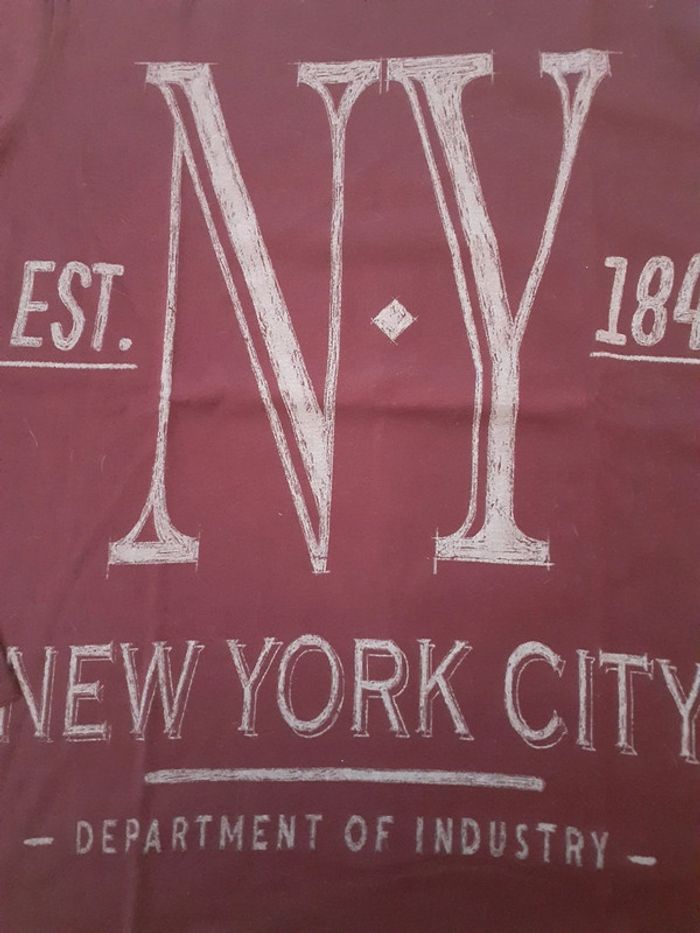 N · Y
EST.
184
NEW YORK CITY
- DEPARTMENT OF INDUSTRY -